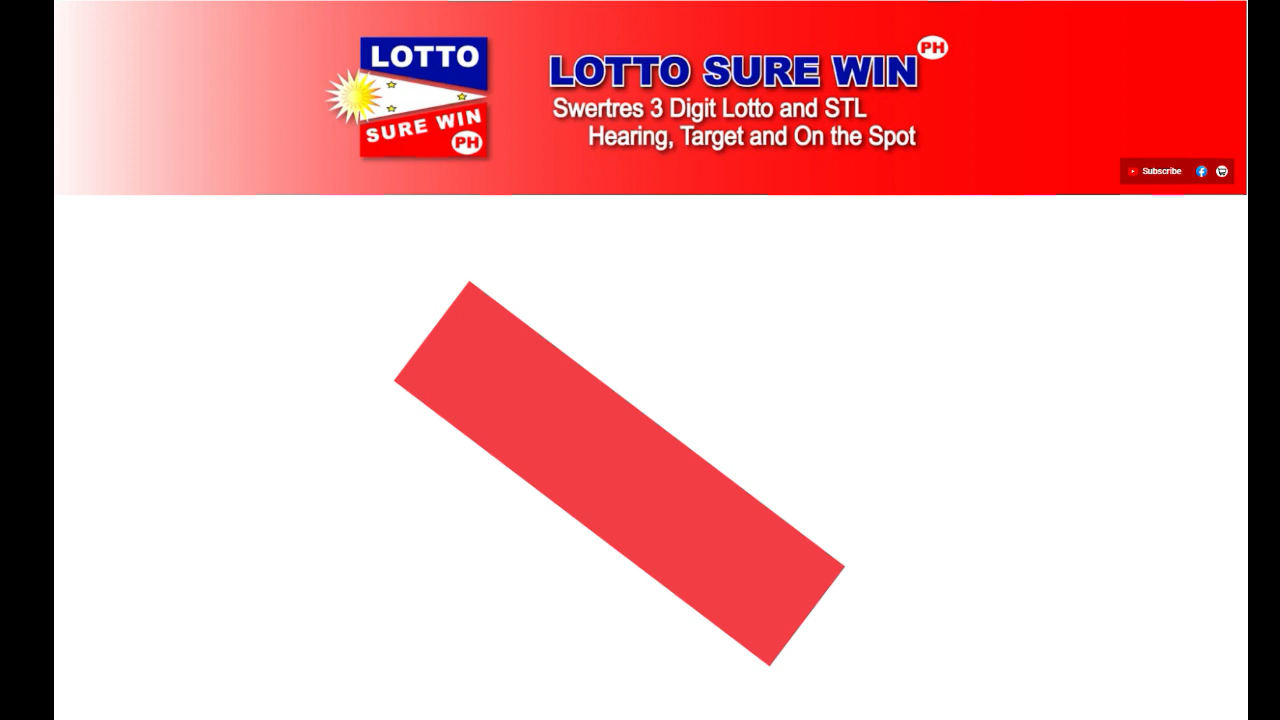 LOTTO
SURE WIN
PH
LOTTO SURE WIN PH
Swertres 3 Digit Lotto and STL
Hearing, Target and On the Spot
Subscribe